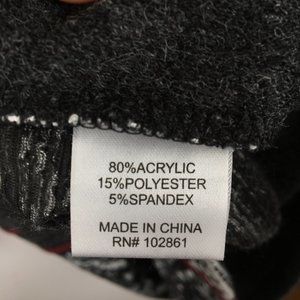 80%ACRYLIC
15%POLYESTER
5%SPANDEX
MADE IN CHINA
RN# 102861